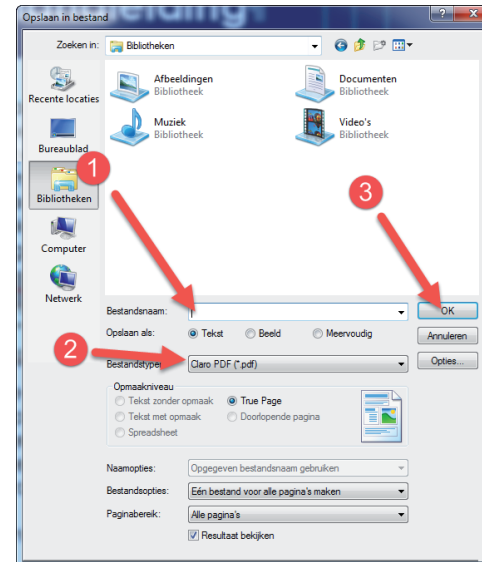 Opslaan in bestand
Zoeken in: Bibliotheken
Recente locaties
Bureaublad
Bibliotheken
Computer
Netwerk
Afbeeldingen
Bibliotheek
Documenten
Bibliotheek
Muziek
Bibliotheek
Video's
Bibliotheek
1
3
2
Bestandsnaam:
OK
Opslaan als: Tekst Beeld Meervoudig
Annuleren
Bestandstype: Claro PDF (*.pdf)
Opties...
Opmaakniveau
Tekst zonder opmaak True Page
Tekst met opmaak Doorlopende pagina
Spreadsheet
Naamopties: Opgegeven bestandsnaam gebruiken
Bestandsopties: Eén bestand voor alle pagina's maken
Paginabereik: Alle pagina's
Resultaat bekijken